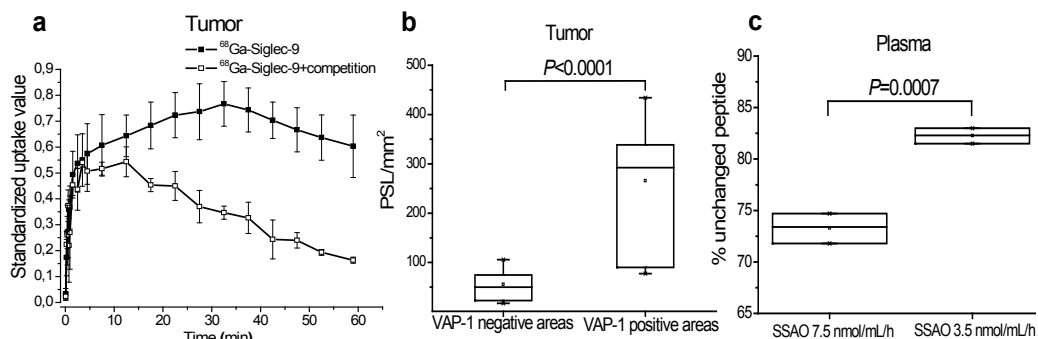 a
Tumor
⁶⁸Ga-Siglec-9
⁶⁸Ga-Siglec-9+competition
Standardized uptake value
0,9
0,8
0,7
0,6
0,5
0,4
0,3
0,2
0,1
0,0
0 10 20 30 40 50 60
Time (min)
b
Tumor
P<0.0001
PSL/mm²
500
400
300
200
100
VAP-1 negative areas VAP-1 positive areas
c
Plasma
P=0.0007
% unchanged peptide
90
85
80
75
70
65
SSAO 7.5 nmol/mL/h SSAO 3.5 nmol/mL/h